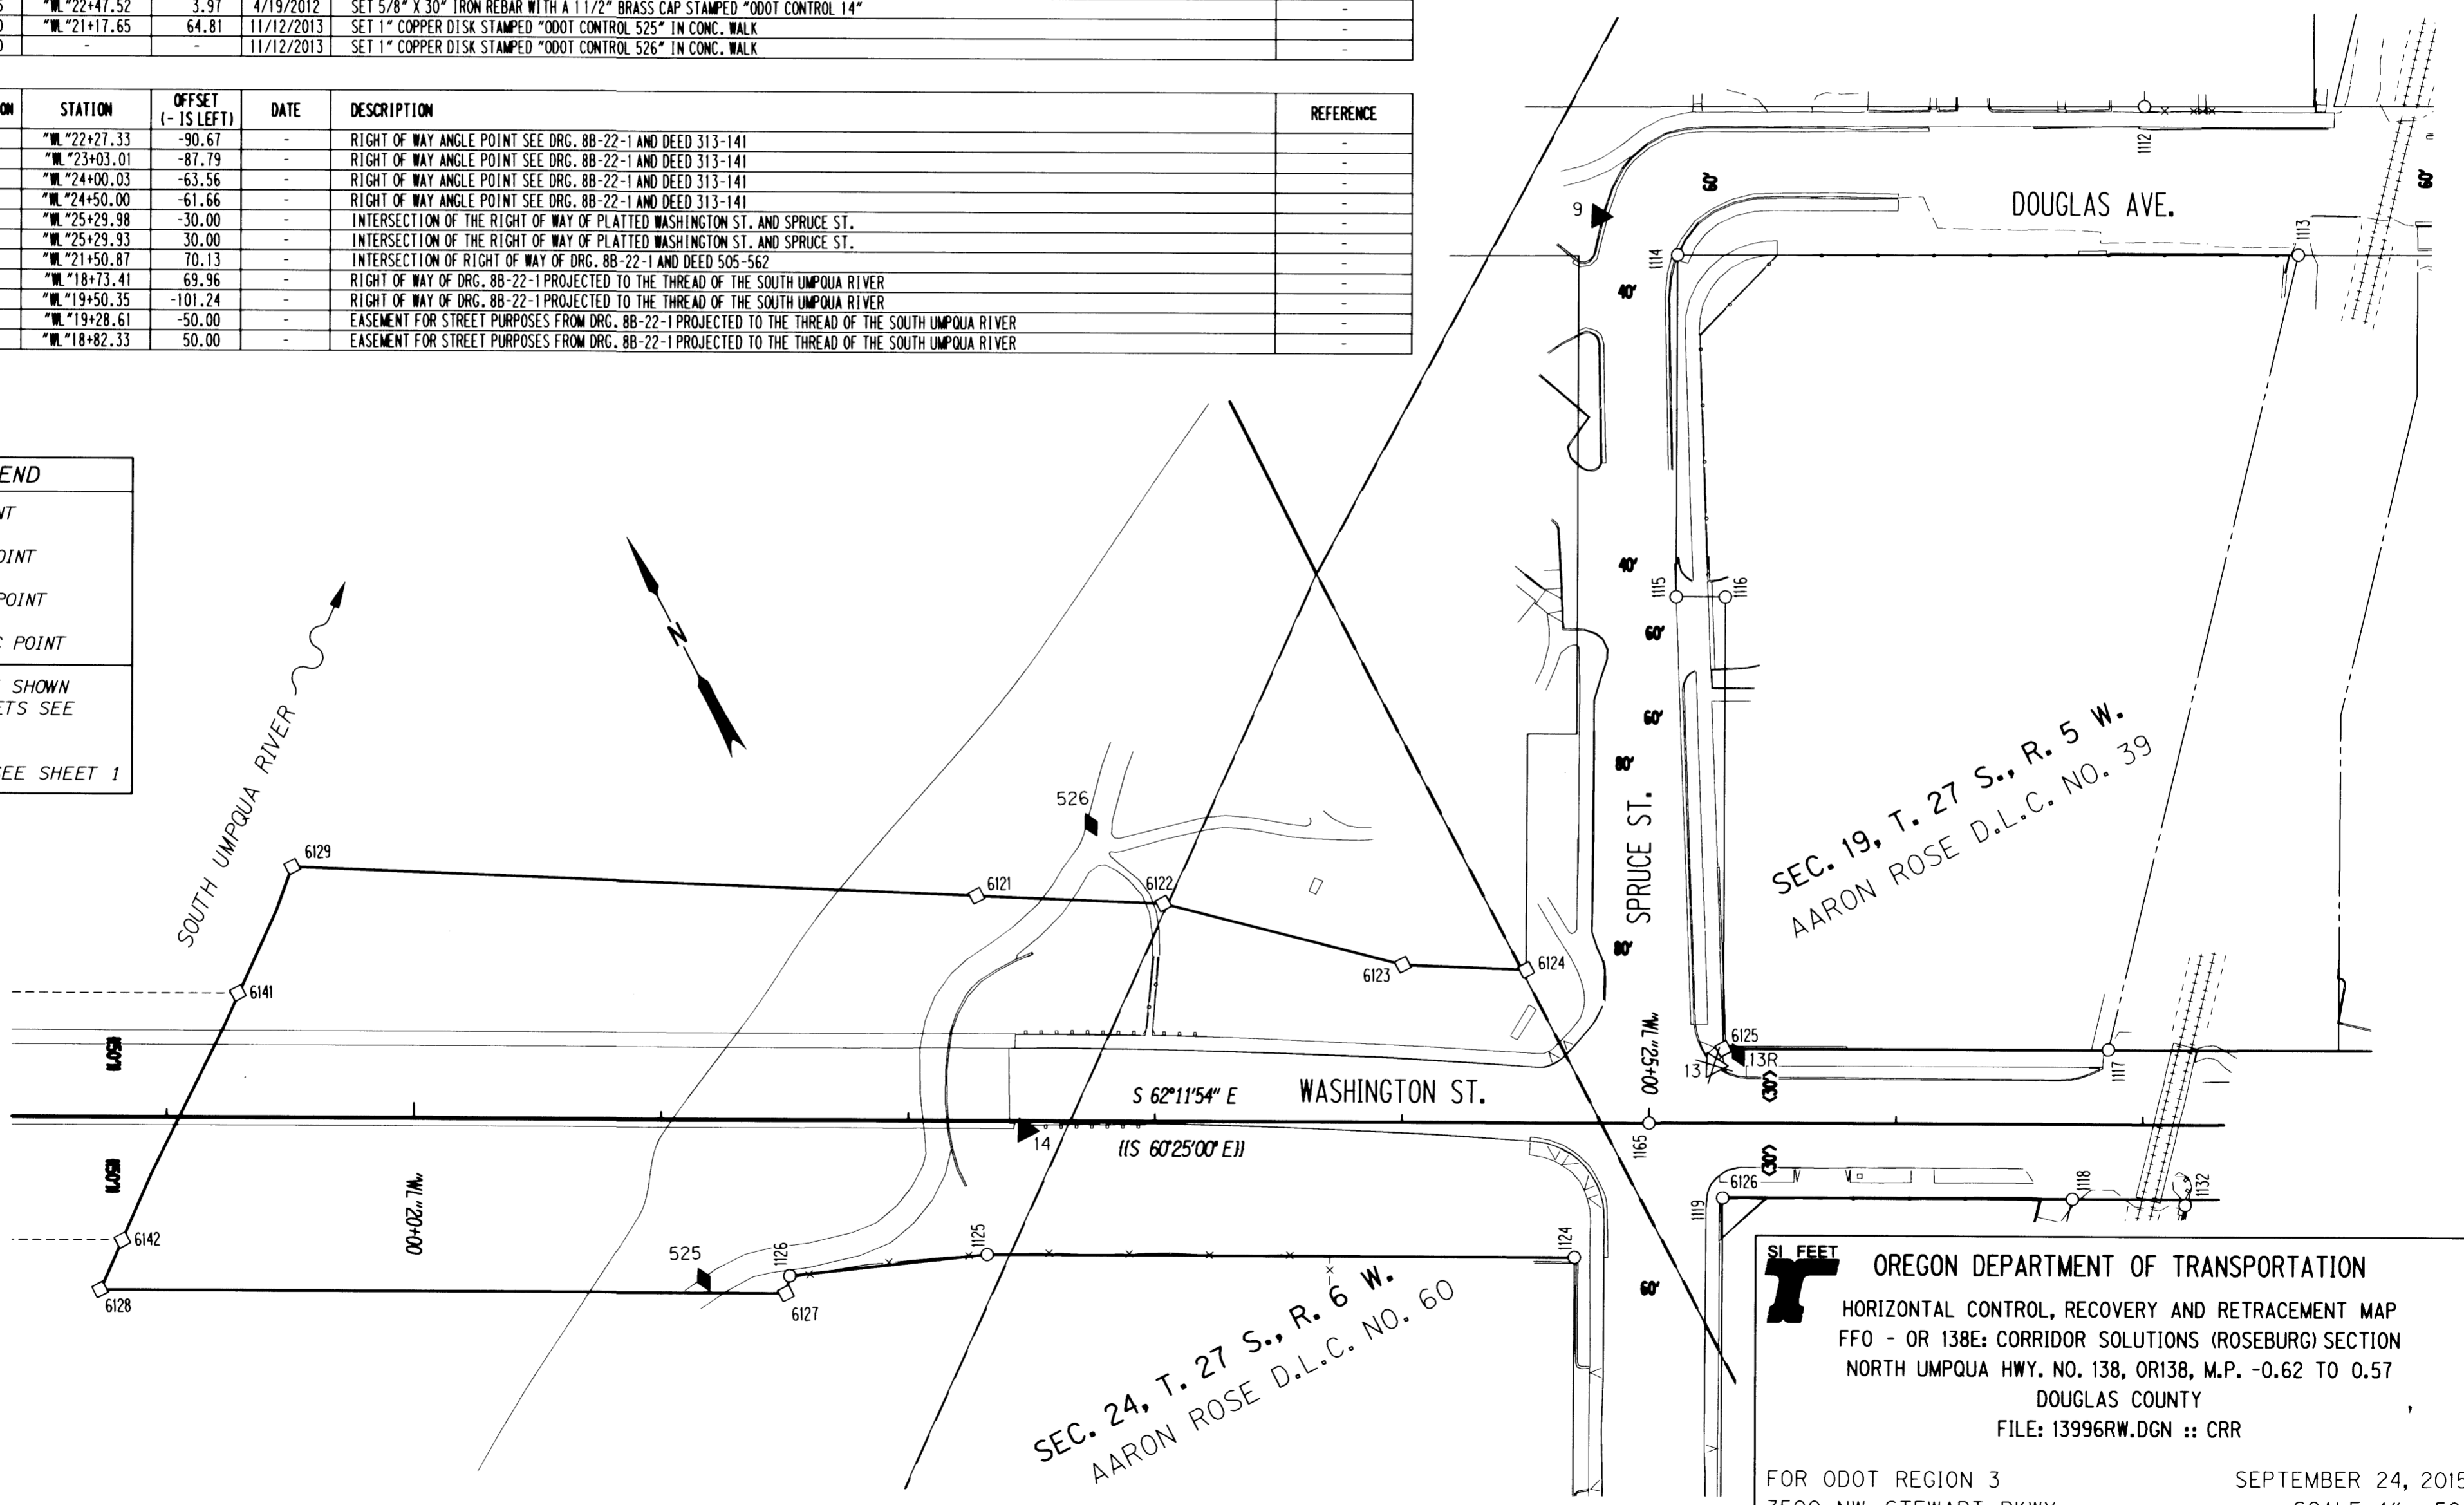 "WL"22+47.52 3.97 4/19/2012 SET 5/8" X 30" IRON REBAR WITH A 1 1/2" BRASS CAP STAMPED "ODOT CONTROL 14" -
"WL"21+17.65 64.81 11/12/2013 SET 1" COPPER DISK STAMPED "ODOT CONTROL 525" IN CONC. WALK -
- - 11/12/2013 SET 1" COPPER DISK STAMPED "ODOT CONTROL 526" IN CONC. WALK -
ON STATION OFFSET (- IS LEFT) DATE DESCRIPTION REFERENCE
"WL"22+27.33 -90.67 - RIGHT OF WAY ANGLE POINT SEE DRG. 8B-22-1 AND DEED 313-141 -
"WL"23+03.01 -87.79 - RIGHT OF WAY ANGLE POINT SEE DRG. 8B-22-1 AND DEED 313-141 -
"WL"24+00.03 -63.56 - RIGHT OF WAY ANGLE POINT SEE DRG. 8B-22-1 AND DEED 313-141 -
"WL"24+50.00 -61.66 - RIGHT OF WAY ANGLE POINT SEE DRG. 8B-22-1 AND DEED 313-141 -
"WL"25+29.98 -30.00 - INTERSECTION OF THE RIGHT OF WAY OF PLATTED WASHINGTON ST. AND SPRUCE ST. -
"WL"25+29.93 30.00 - INTERSECTION OF THE RIGHT OF WAY OF PLATTED WASHINGTON ST. AND SPRUCE ST. -
"WL"21+50.87 70.13 - INTERSECTION OF RIGHT OF WAY OF DRG. 8B-22-1 AND DEED 505-562 -
"WL"18+73.41 69.96 - RIGHT OF WAY OF DRG. 8B-22-1 PROJECTED TO THE THREAD OF THE SOUTH UMPQUA RIVER -
"WL"19+50.35 -101.24 - RIGHT OF WAY OF DRG. 8B-22-1 PROJECTED TO THE THREAD OF THE SOUTH UMPQUA RIVER -
"WL"19+28.61 -50.00 - EASEMENT FOR STREET PURPOSES FROM DRG. 8B-22-1 PROJECTED TO THE THREAD OF THE SOUTH UMPQUA RIVER -
"WL"18+82.33 50.00 - EASEMENT FOR STREET PURPOSES FROM DRG. 8B-22-1 PROJECTED TO THE THREAD OF THE SOUTH UMPQUA RIVER -
END
NT
OINT
POINT
POINT
SHOWN
ETS SEE
EE SHEET 1
1112
60'
60'
9
DOUGLAS AVE.
1114
1113
40'
40'
1115
1116
60'
60'
80'
80'
SPRUCE ST.
N
SOUTH UMPQUA RIVER
SEC. 19, T. 27 S., R. 5 W.
AARON ROSE D.L.C. NO. 39
526
6129
6121
6122
6123
6124
6141
6125
13
13R
1117
"WL"25+00
((50'))
S 62°11'54" E
WASHINGTON ST.
<30'>
14
((S 60°25'00" E))
1165
<30'>
((50'))
"WL"20+00
6126
1119
1118
1132
6142
525
1126
1125
1124
6128
6127
60'
SEC. 24, T. 27 S., R. 6 W.
AARON ROSE D.L.C. NO. 60
SI FEET
OREGON DEPARTMENT OF TRANSPORTATION
HORIZONTAL CONTROL, RECOVERY AND RETRACEMENT MAP
FFO - OR 138E: CORRIDOR SOLUTIONS (ROSEBURG) SECTION
NORTH UMPQUA HWY. NO. 138, OR138, M.P. -0.62 TO 0.57
DOUGLAS COUNTY
FILE: 13996RW.DGN :: CRR
FOR ODOT REGION 3 SEPTEMBER 24, 2015